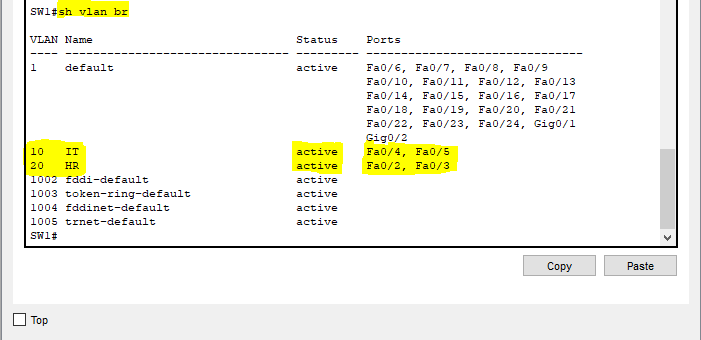 SW1#sh vlan br
VLAN Name                             Status    Ports
---- -------------------------------- --------- -------------------------------
1    default                          active    Fa0/6, Fa0/7, Fa0/8, Fa0/9
                                                Fa0/10, Fa0/11, Fa0/12, Fa0/13
                                                Fa0/14, Fa0/15, Fa0/16, Fa0/17
                                                Fa0/18, Fa0/19, Fa0/20, Fa0/21
                                                Fa0/22, Fa0/23, Fa0/24, Gig0/1
                                                Gig0/2
10   IT                               active    Fa0/4, Fa0/5
20   HR                               active    Fa0/2, Fa0/3
1002 fddi-default                     active
1003 token-ring-default               active
1004 fddinet-default                  active
1005 trnet-default                    active
SW1#
Copy Paste
Top